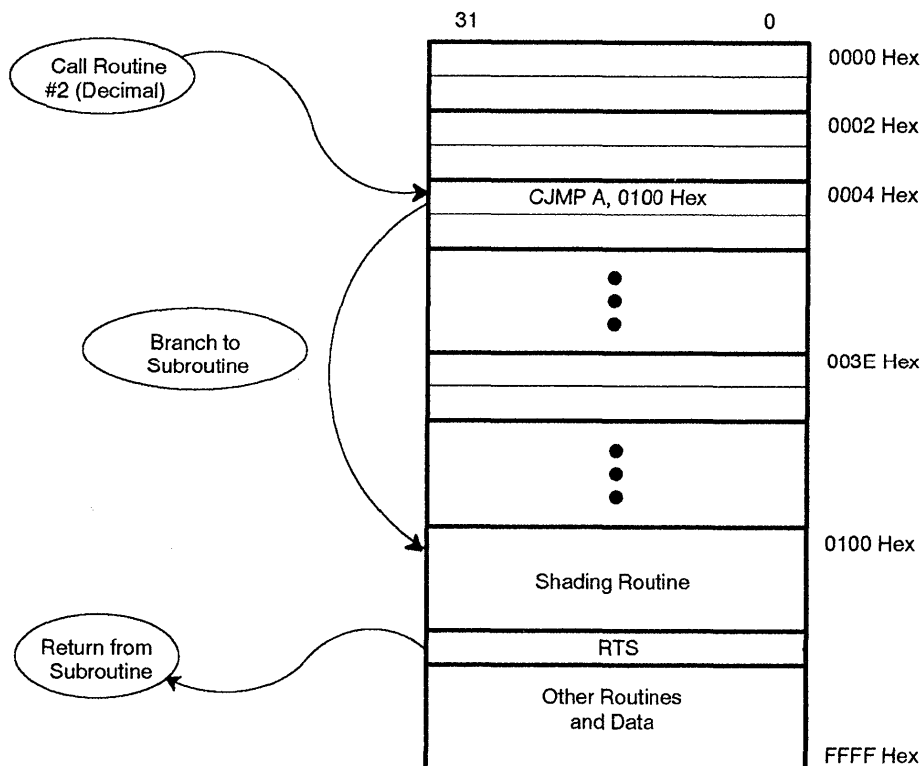 31 0
0000 Hex
Call Routine
#2 (Decimal)
0002 Hex
CJMP A, 0100 Hex
0004 Hex
Branch to
Subroutine
003E Hex
0100 Hex
Shading Routine
Return from
Subroutine
RTS
Other Routines
and Data
FFFF Hex